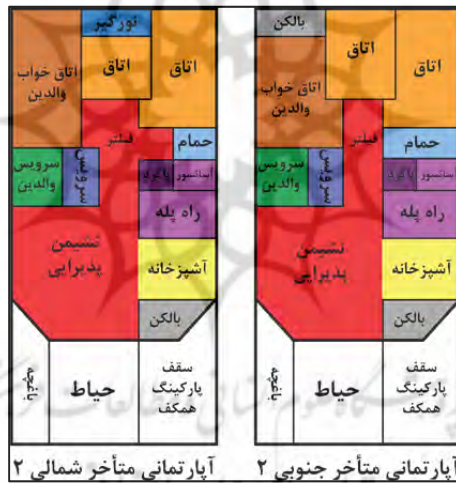 بالکن
اتاق
اتاق
اتاق خواب
والدین
فیلتر
حمام
سرویس
والدین
سرویس
پاگرد
آسانسور
راه پله
نشیمن
پذیرایی
آشپزخانه
بالکن
باغچه
حیاط
سقف
پارکینگ
همکف
آپارتمانی متأخر جنوبی ۲
نورگیر
اتاق
اتاق
اتاق خواب
والدین
فیلتر
حمام
سرویس
والدین
سرویس
پاگرد
آسانسور
راه پله
نشیمن
پذیرایی
آشپزخانه
بالکن
باغچه
حیاط
سقف
پارکینگ
همکف
آپارتمانی متأخر شمالی ۲